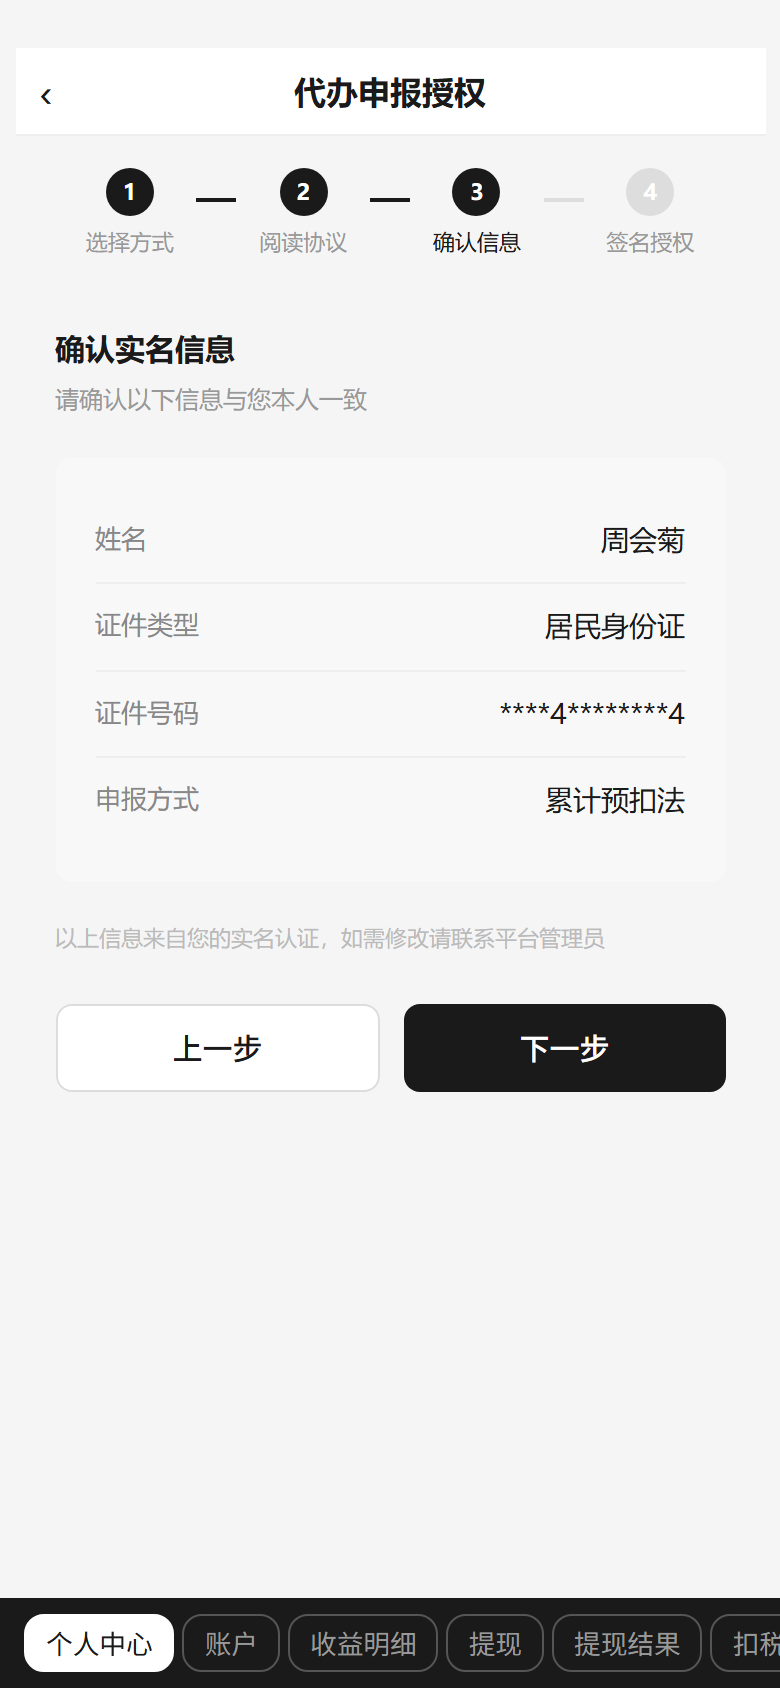 ‹ 代办申报授权
1 2 3 4
选择方式 阅读协议 确认信息 签名授权
确认实名信息
请确认以下信息与您本人一致
姓名 周会菊
证件类型 居民身份证
证件号码 ****4********4
申报方式 累计预扣法
以上信息来自您的实名认证，如需修改请联系平台管理员
上一步 下一步
个人中心 账户 收益明细 提现 提现结果 扣税